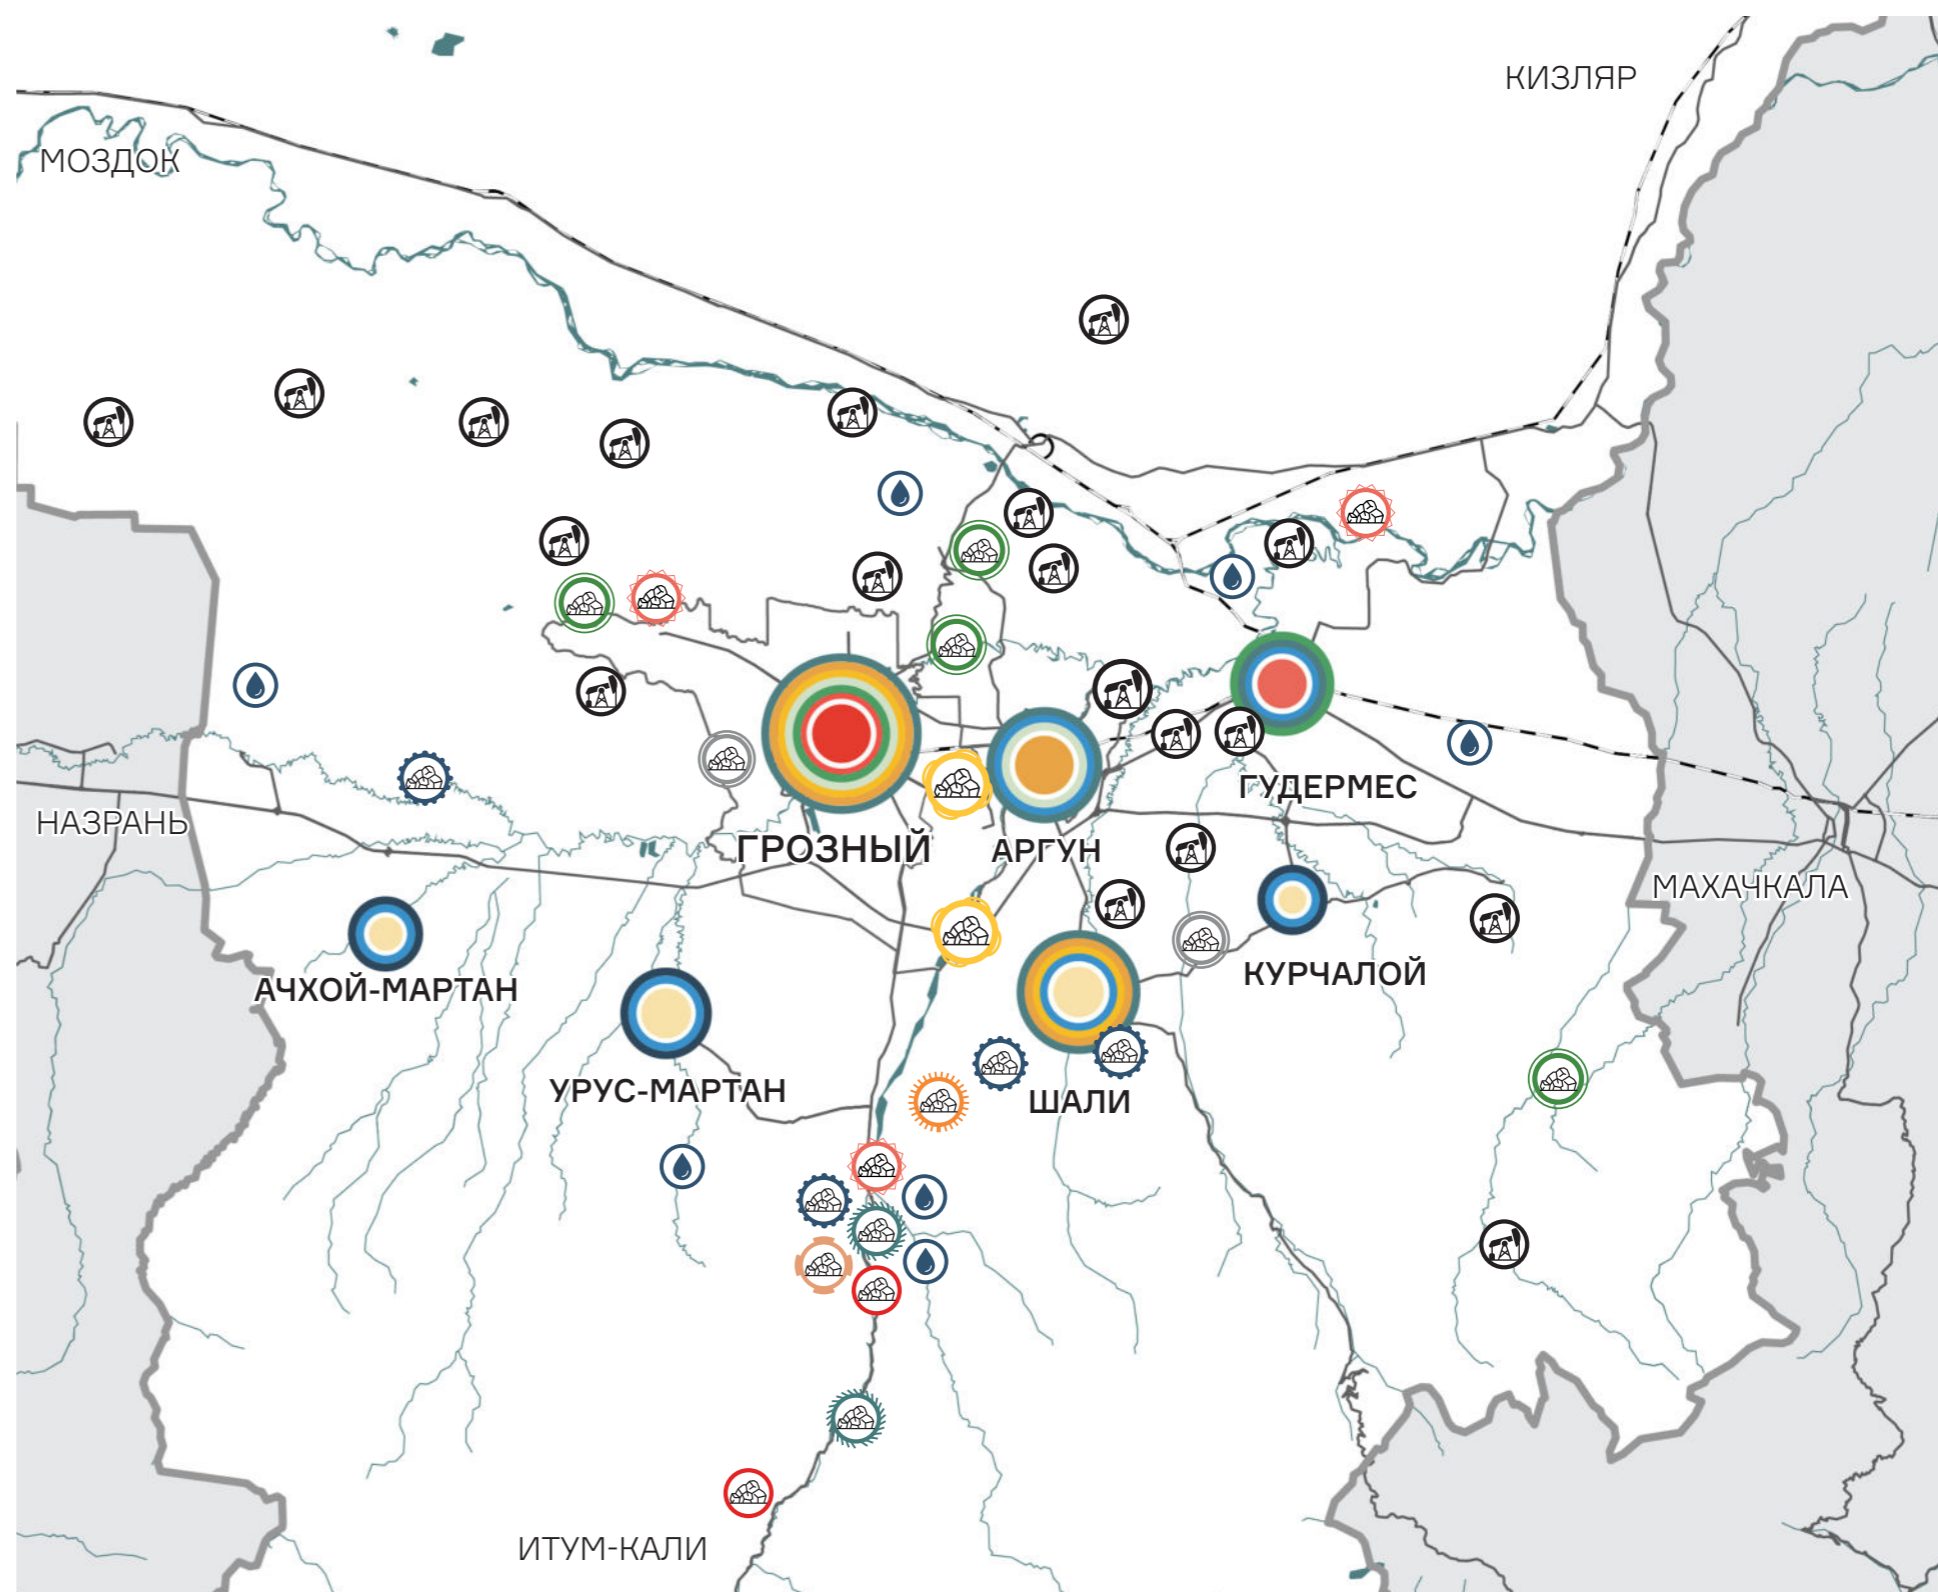 КИЗЛЯР
МОЗДОК
ГУДЕРМЕС
НАЗРАНЬ
ГРОЗНЫЙ
АРГУН
МАХАЧКАЛА
КУРЧАЛОЙ
АЧХОЙ-МАРТАН
УРУС-МАРТАН
ШАЛИ
ИТУМ-КАЛИ